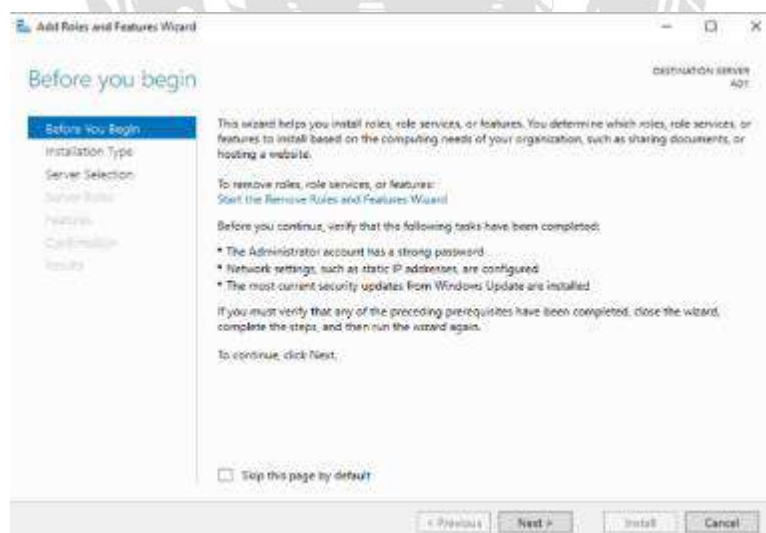 Add Roles and Features Wizard
Before you begin
DESTINATION SERVER
AD1
Before You Begin
Installation Type
Server Selection
Server Roles
Features
Confirmation
Results
This wizard helps you install roles, role services, or features. You determine which roles, role services, or
features to install based on the computing needs of your organization, such as sharing documents, or
hosting a website.
To remove roles, role services, or features:
Start the Remove Roles and Features Wizard
Before you continue, verify that the following tasks have been completed:
• The Administrator account has a strong password
• Network settings, such as static IP addresses, are configured
• The most current security updates from Windows Update are installed
If you must verify that any of the preceding prerequisites have been completed, close the wizard,
complete the steps, and then run the wizard again.
To continue, click Next.
Skip this page by default
< Previous
Next >
Install
Cancel